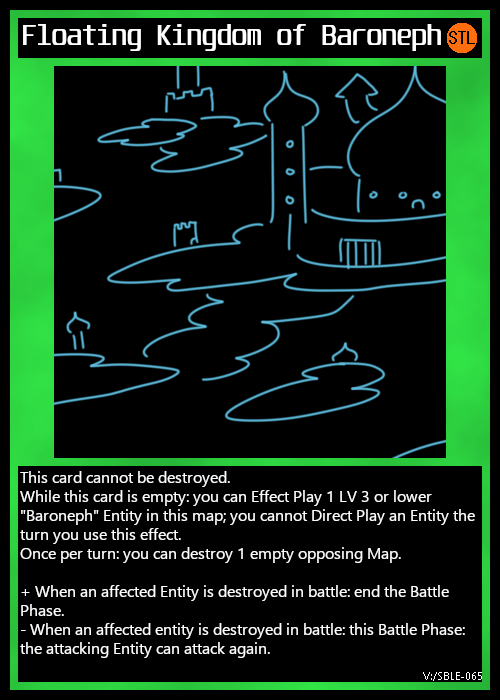 Floating Kingdom of Baroneph
STL
This card cannot be destroyed.
While this card is empty: you can Effect Play 1 LV 3 or lower
"Baroneph" Entity in this map; you cannot Direct Play an Entity the
turn you use this effect.
Once per turn: you can destroy 1 empty opposing Map.
+ When an affected Entity is destroyed in battle: end the Battle
Phase.
- When an affected entity is destroyed in battle: this Battle Phase:
the attacking Entity can attack again.
V:/SBLE-065